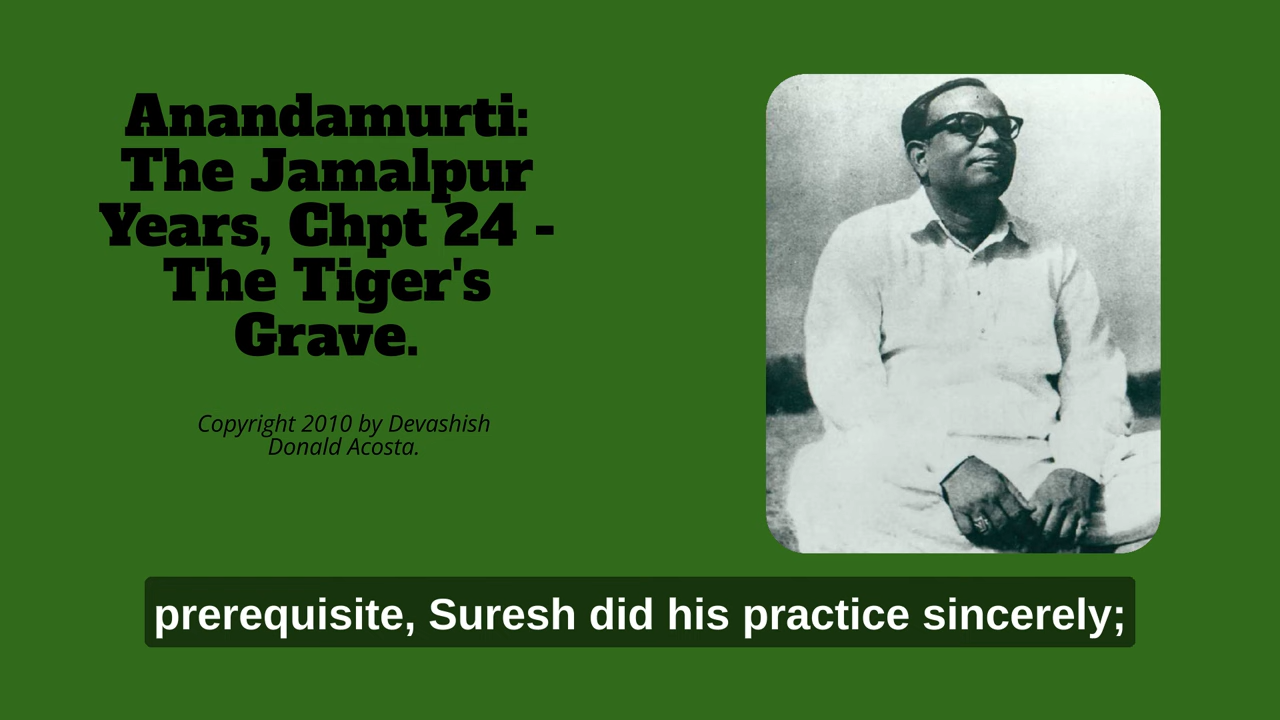 Anandamurti:
The Jamalpur
Years, Chpt 24 -
The Tiger's
Grave.
Copyright 2010 by Devashish
Donald Acosta.
prerequisite, Suresh did his practice sincerely;